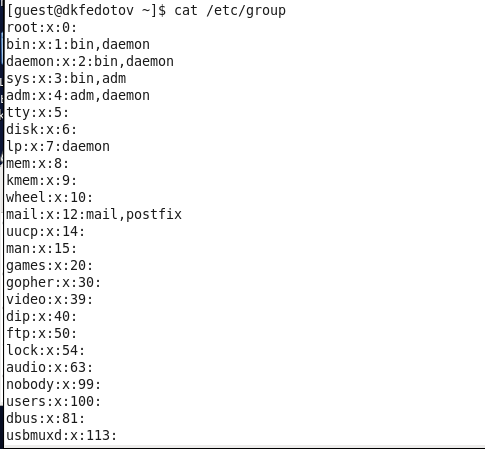 [guest@dkfedotov ~]$ cat /etc/group
root:x:0:
bin:x:1:bin,daemon
daemon:x:2:bin,daemon
sys:x:3:bin,adm
adm:x:4:adm,daemon
tty:x:5:
disk:x:6:
lp:x:7:daemon
mem:x:8:
kmem:x:9:
wheel:x:10:
mail:x:12:mail,postfix
uucp:x:14:
man:x:15:
games:x:20:
gopher:x:30:
video:x:39:
dip:x:40:
ftp:x:50:
lock:x:54:
audio:x:63:
nobody:x:99:
users:x:100:
dbus:x:81:
usbmuxd:x:113: